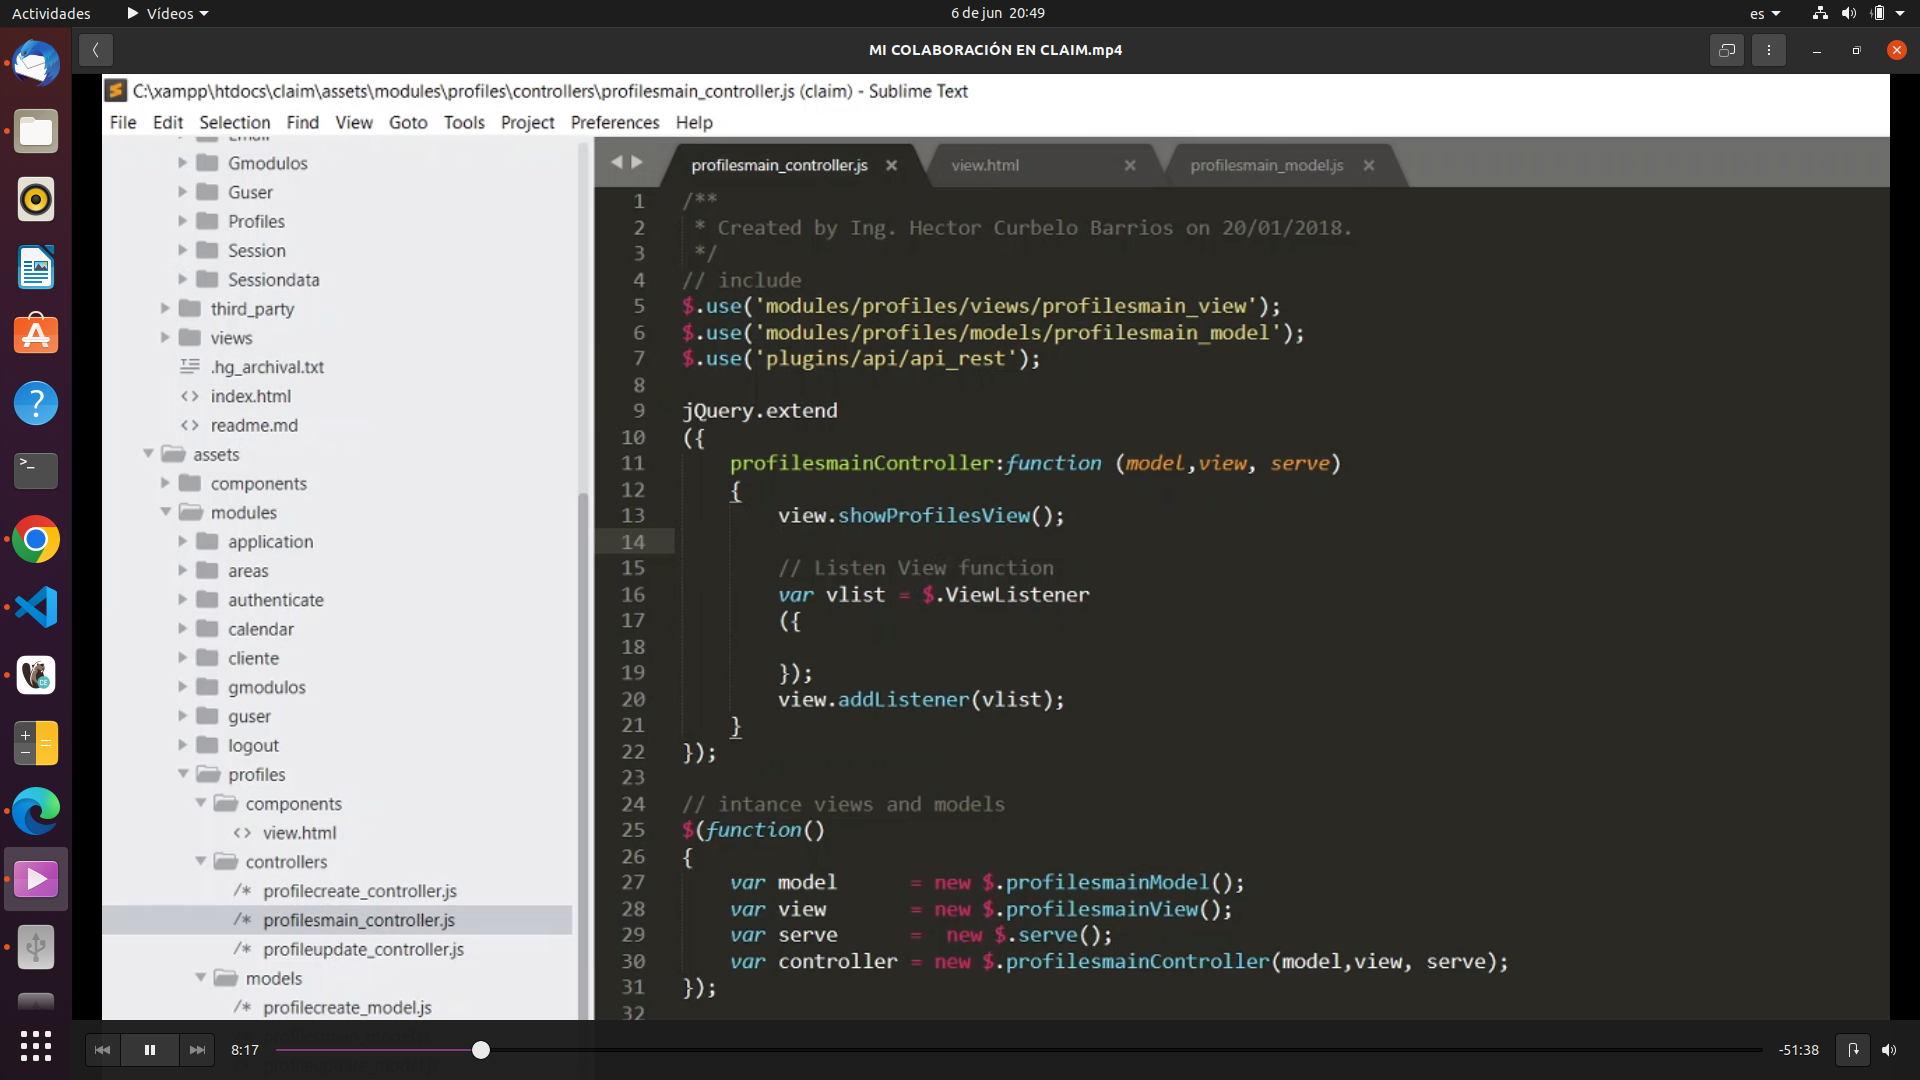 Actividades
Vídeos
6 de jun 20:49
es
MI COLABORACIÓN EN CLAIM.mp4
C:\xampp\htdocs\claim\assets\modules\profiles\controllers\profilesmain_controller.js (claim) - Sublime Text
File Edit Selection Find View Goto Tools Project Preferences Help
Email
Gmodulos
Guser
Profiles
Session
Sessiondata
third_party
views
.hg_archival.txt
index.html
readme.md
assets
components
modules
application
areas
authenticate
calendar
cliente
gmodulos
guser
logout
profiles
components
view.html
controllers
profilecreate_controller.js
profilesmain_controller.js
profileupdate_controller.js
models
profilecreate_model.js
profilesmain_controller.js view.html profilesmain_model.js
1 /**
2 * Created by Ing. Hector Curbelo Barrios on 20/01/2018.
3 */
4 // include
5 $.use('modules/profiles/views/profilesmain_view');
6 $.use('modules/profiles/models/profilesmain_model');
7 $.use('plugins/api/api_rest');
8
9 jQuery.extend
10 ({
11 profilesmainController:function (model,view, serve)
12 {
13 view.showProfilesView();
14
15 // Listen View function
16 var vlist = $.ViewListener
17 ({
18
19 });
20 view.addListener(vlist);
21 }
22 });
23
24 // intance views and models
25 $(function()
26 {
27 var model = new $.profilesmainModel();
28 var view = new $.profilesmainView();
29 var serve = new $.serve();
30 var controller = new $.profilesmainController(model,view, serve);
31 });
32
8:17
-51:38